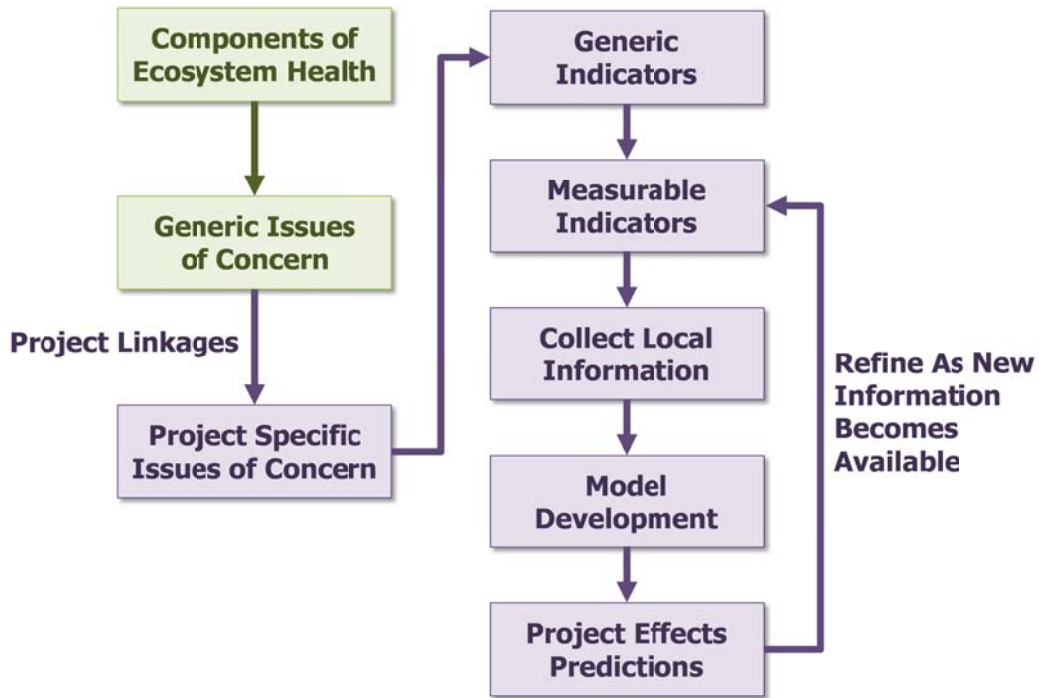 Components of
Ecosystem Health
Generic Issues
of Concern
Project Linkages
Project Specific
Issues of Concern
Generic
Indicators
Measurable
Indicators
Collect Local
Information
Model
Development
Project Effects
Predictions
Refine As New
Information
Becomes
Available